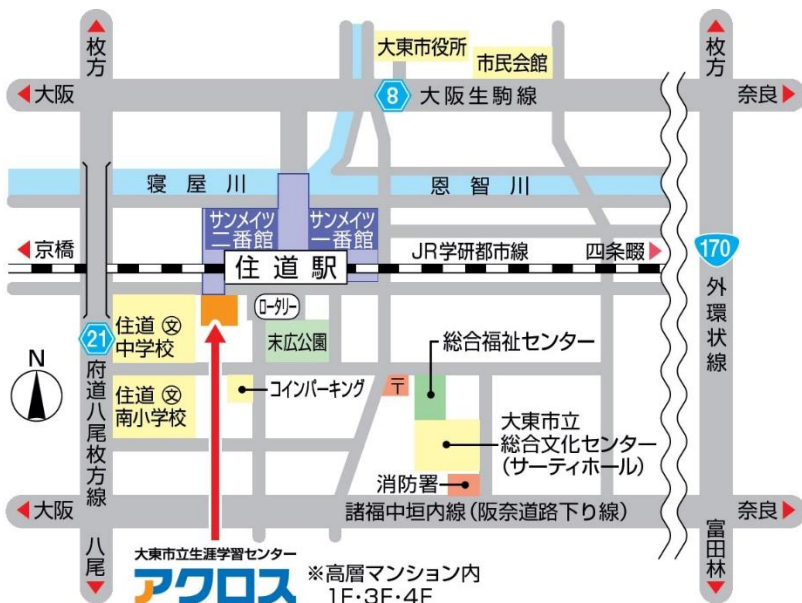 枚方
枚方
大東市役所
市民会館
大阪
8
大阪生駒線
奈良
寝屋川
恩智川
サンメイツ
二番館
サンメイツ
一番館
京橋
住道駅
JR学研都市線
四条畷
170
外環状線
ロータリー
住道 文
中学校
末広公園
21
府道八尾枚方線
総合福祉センター
N
住道 文
南小学校
コインパーキング
〒
大東市立
総合文化センター
(サーティホール)
消防署
大阪
諸福中垣内線(阪奈道路下り線)
奈良
八尾
富田林
大東市立生涯学習センター
アクロス
※高層マンション内
1F・3F・4F